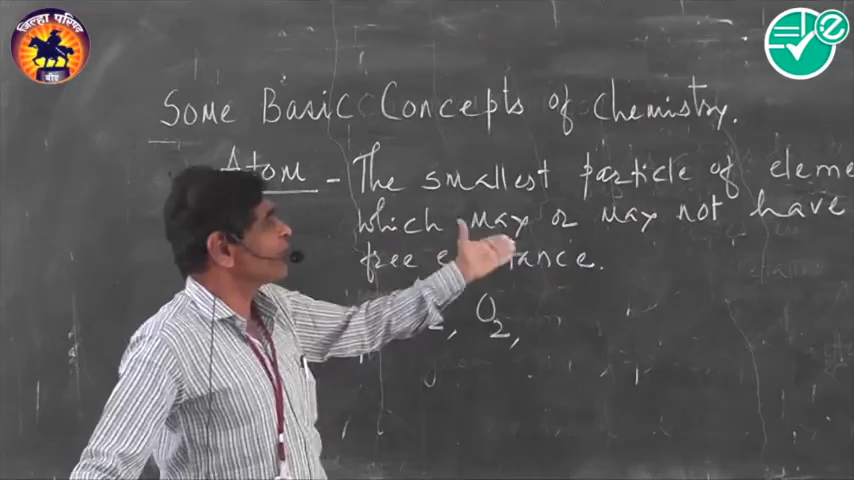 जिल्हा परिषद
बीड
e
Some Basic Concepts of Chemistry.
Atom - The smallest particle of eleme
which may or may not have
free
2, O2,